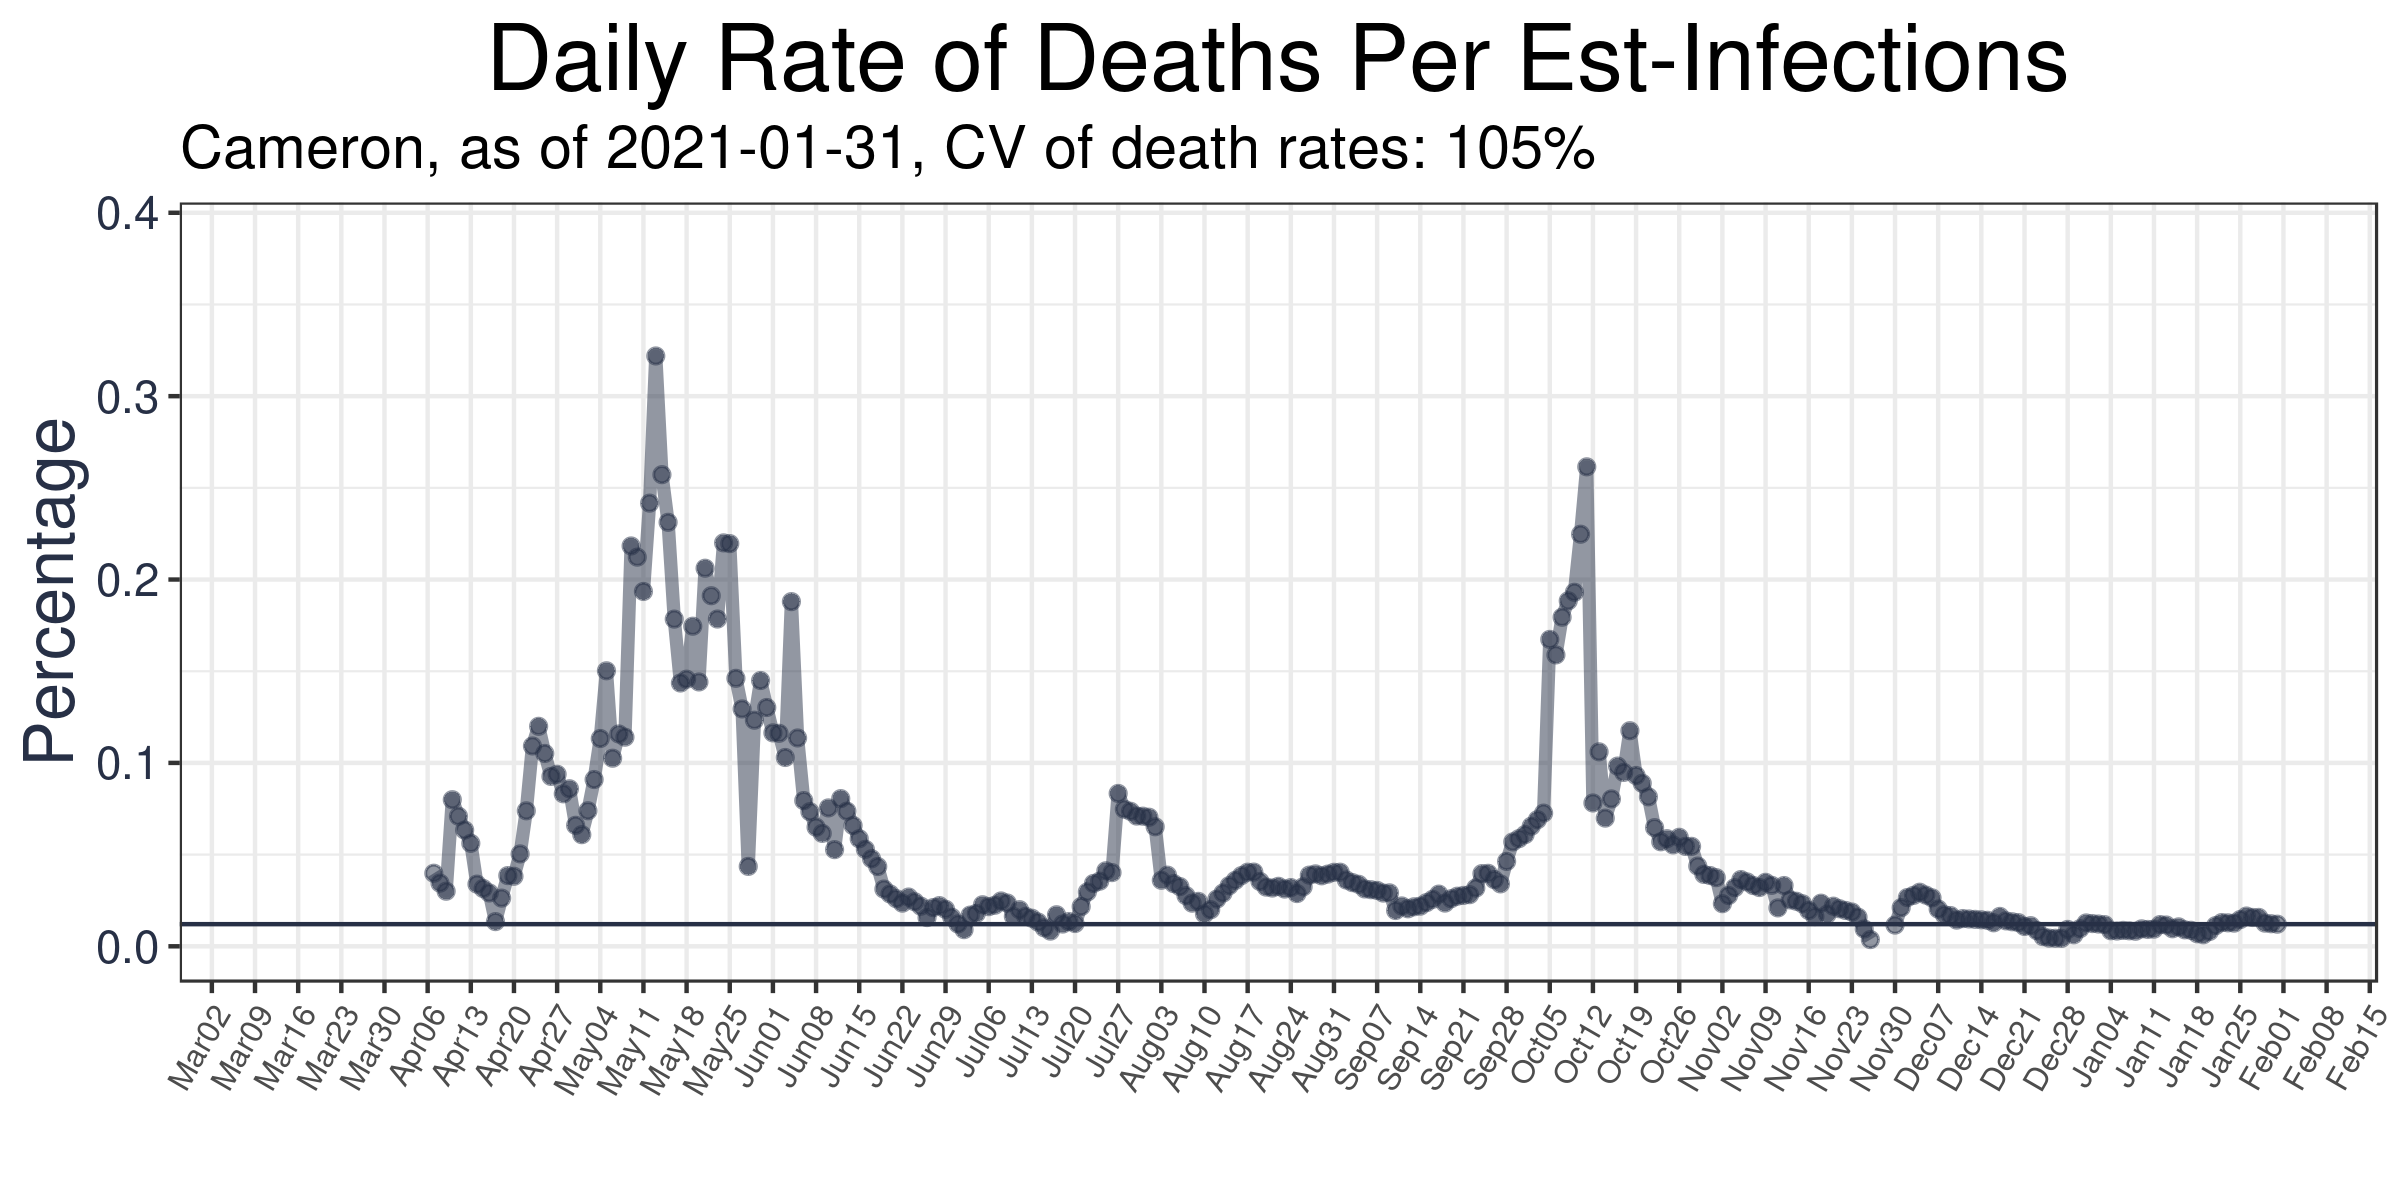 Daily Rate of Deaths Per Est-Infections
Cameron, as of 2021-01-31, CV of death rates: 105%
Percentage
0.4
0.3
0.2
0.1
0.0
Mar02 Mar09 Mar16 Mar23 Mar30 Apr06 Apr13 Apr20 Apr27 May04 May11 May18 May25 Jun01 Jun08 Jun15 Jun22 Jun29 Jul06 Jul13 Jul20 Jul27 Aug03 Aug10 Aug17 Aug24 Aug31 Sep07 Sep14 Sep21 Sep28 Oct05 Oct12 Oct19 Oct26 Nov02 Nov09 Nov16 Nov23 Nov30 Dec07 Dec14 Dec21 Dec28 Jan04 Jan11 Jan18 Jan25 Feb01 Feb08 Feb15